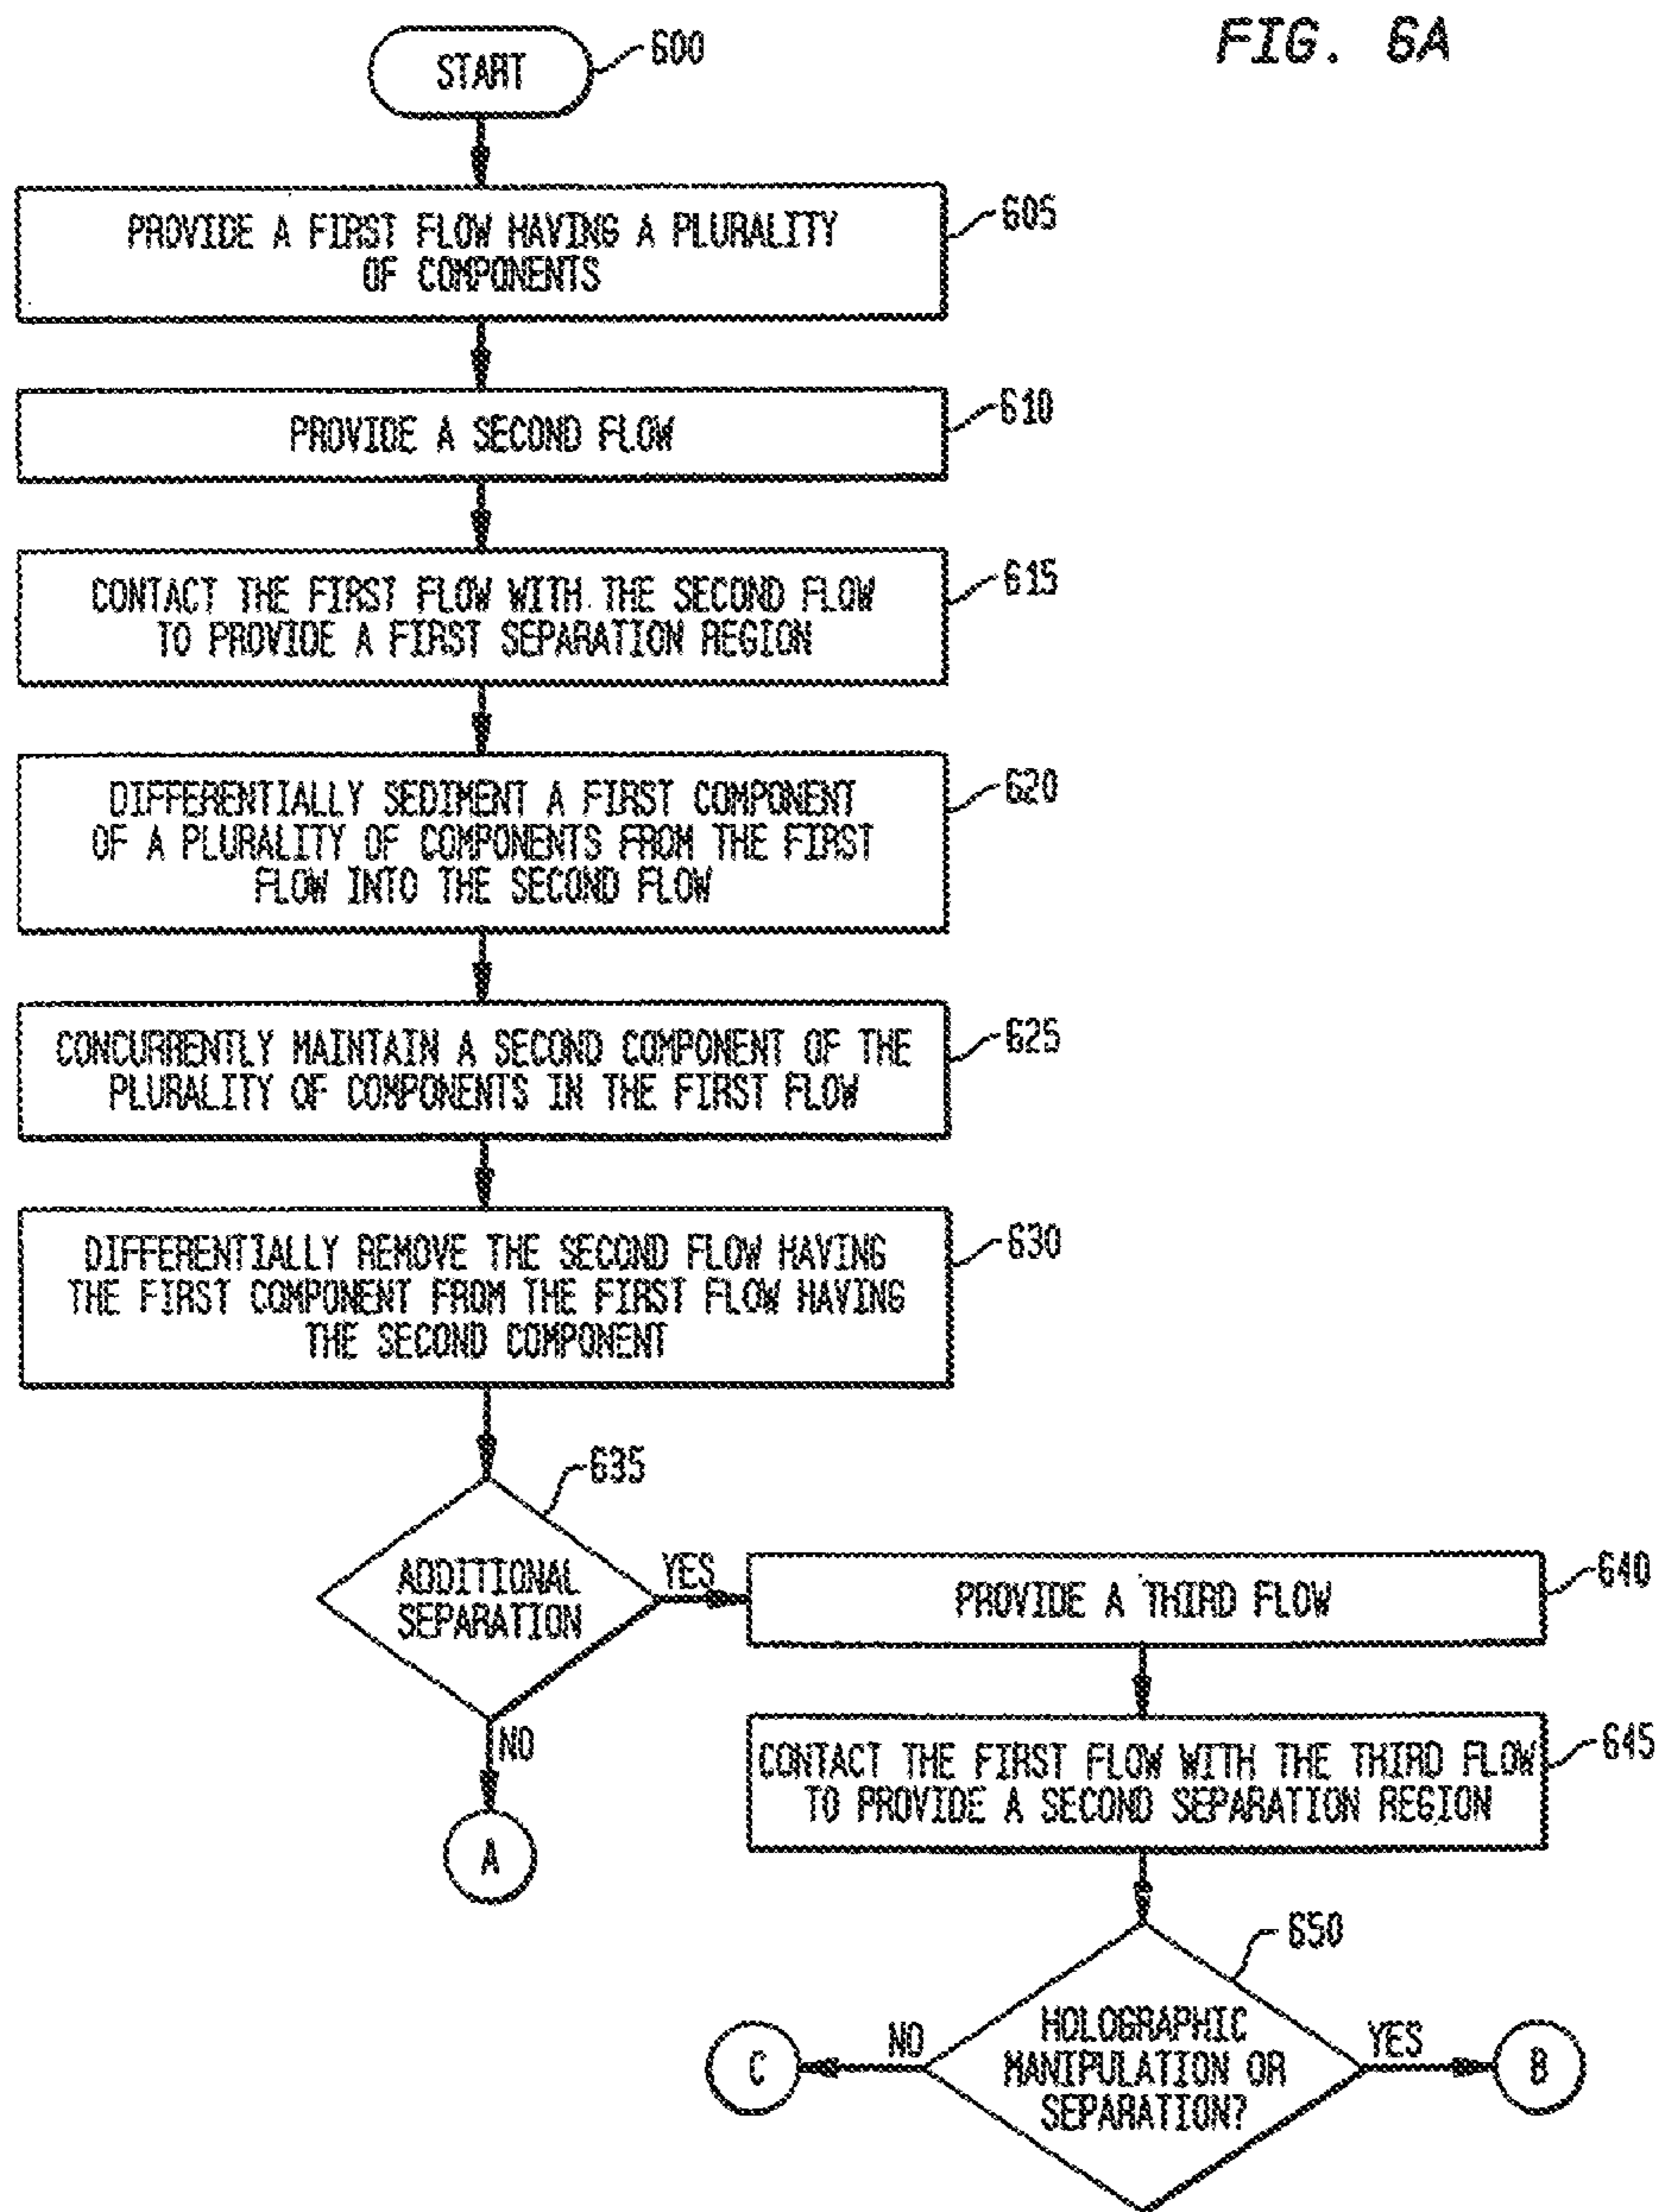 FIG. 6A
START
600
PROVIDE A FIRST FLOW HAVING A PLURALITY
OF COMPONENTS
605
PROVIDE A SECOND FLOW
610
CONTACT THE FIRST FLOW WITH THE SECOND FLOW
TO PROVIDE A FIRST SEPARATION REGION
615
DIFFERENTIALLY SEDIMENT A FIRST COMPONENT
OF A PLURALITY OF COMPONENTS FROM THE FIRST
FLOW INTO THE SECOND FLOW
620
CONCURRENTLY MAINTAIN A SECOND COMPONENT OF THE
PLURALITY OF COMPONENTS IN THE FIRST FLOW
625
DIFFERENTIALLY REMOVE THE SECOND FLOW HAVING
THE FIRST COMPONENT FROM THE FIRST FLOW HAVING
THE SECOND COMPONENT
630
635
ADDITIONAL
SEPARATION
YES
NO
A
PROVIDE A THIRD FLOW
640
CONTACT THE FIRST FLOW WITH THE THIRD FLOW
TO PROVIDE A SECOND SEPARATION REGION
645
650
HOLOGRAPHIC
MANIPULATION OR
SEPARATION?
NO
C
YES
B